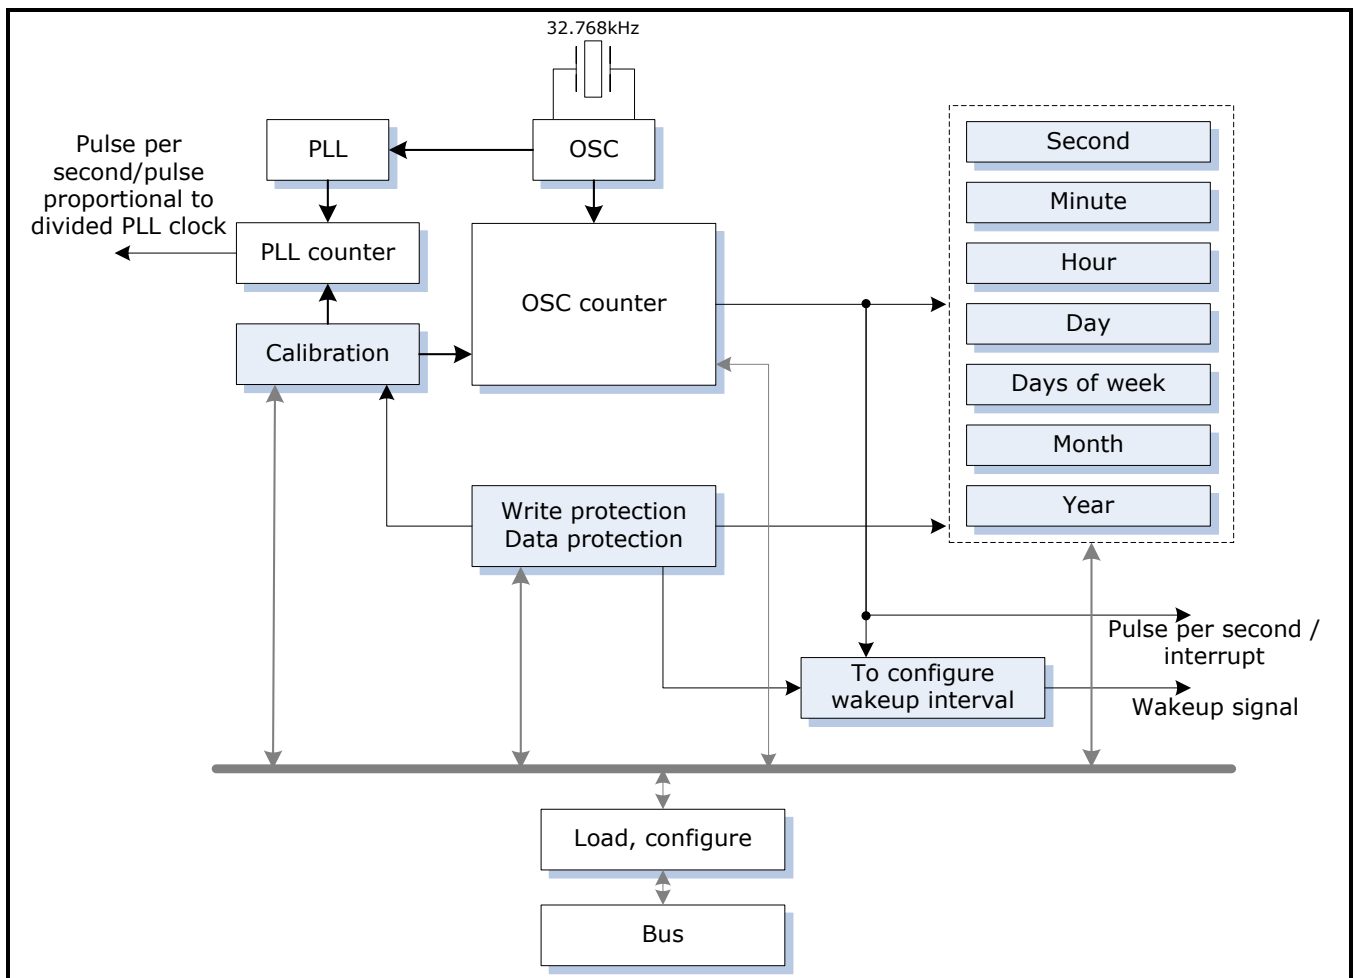 32.768kHz
Pulse per
second/pulse
proportional to
divided PLL clock
PLL
OSC
PLL counter
OSC counter
Calibration
Second
Minute
Hour
Day
Days of week
Month
Year
Write protection
Data protection
Pulse per second /
interrupt
To configure
wakeup interval
Wakeup signal
Load, configure
Bus